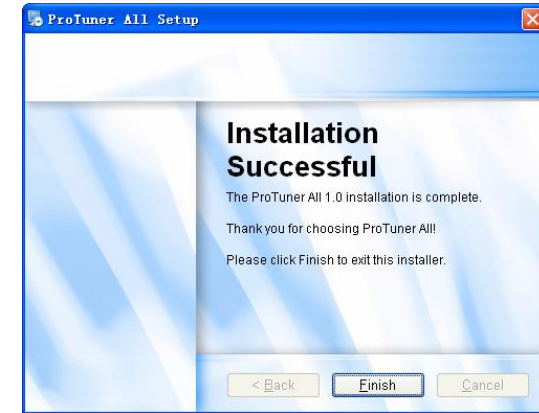 ProTuner All Setup
Installation
Successful
The ProTuner All 1.0 installation is complete.
Thank you for choosing ProTuner All!
Please click Finish to exit this installer.
< Back
Finish
Cancel